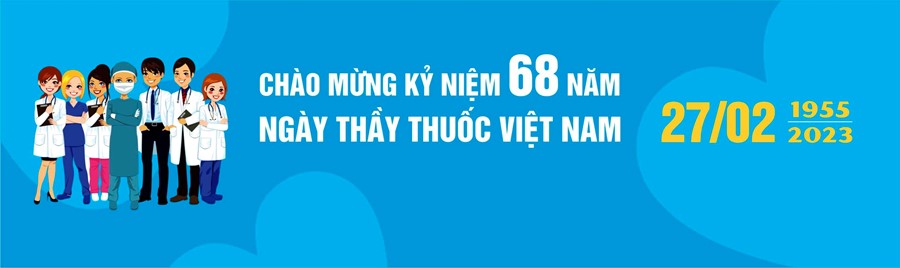 CHÀO MỪNG KỶ NIỆM 68 NĂM
NGÀY THẦY THUỐC VIỆT NAM
27/02
1955
2023